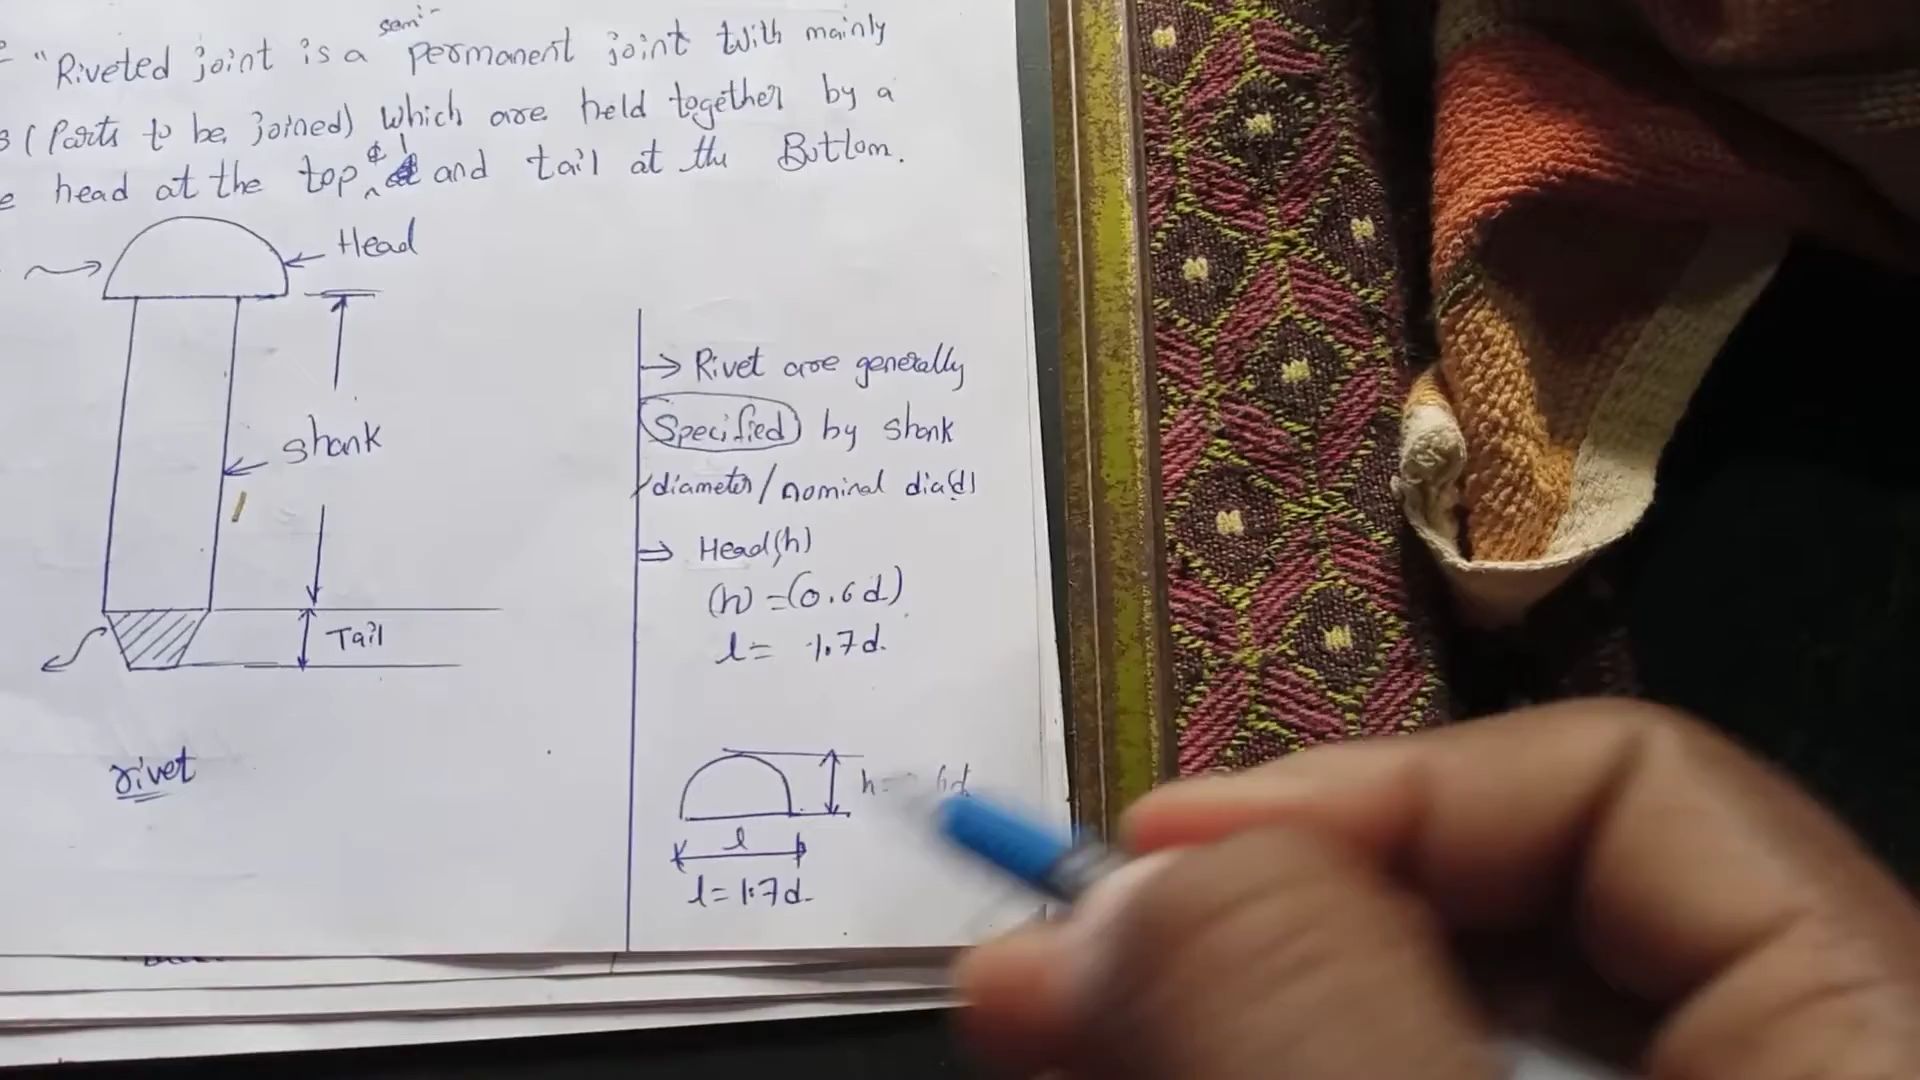 semi-
"Riveted joint is a permanent joint with mainly
(Parts to be joined) which are held together by a
head at the top & and tail at the Bottom.
Head
Shank
Tail
rivet
→ Rivet are generally
Specified by shank
diameter/nominal dia(d)
⇒ Head(h)
(h) = (0.6d)
l = 1.7d.
h=
l
l = 1.7d.